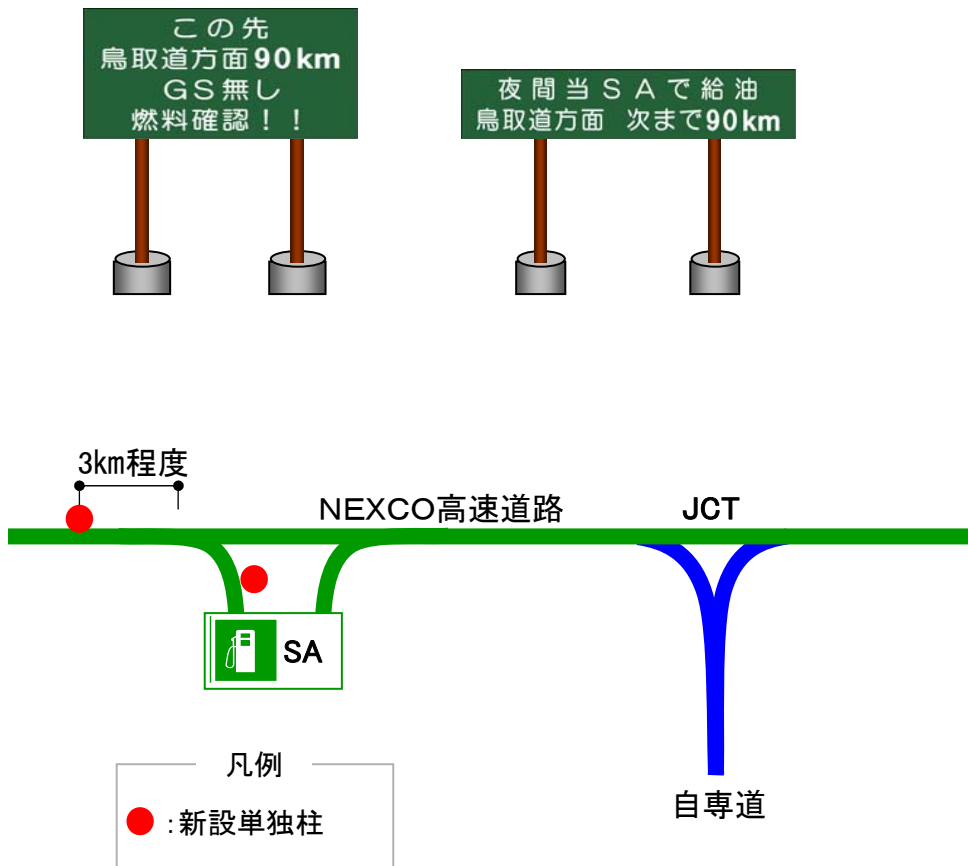 この先
鳥取道方面90km
GS無し
燃料確認！！
夜間当SAで給油
鳥取道方面 次まで90km
3km程度
NEXCO高速道路
JCT
SA
自専道
凡例
：新設単独柱